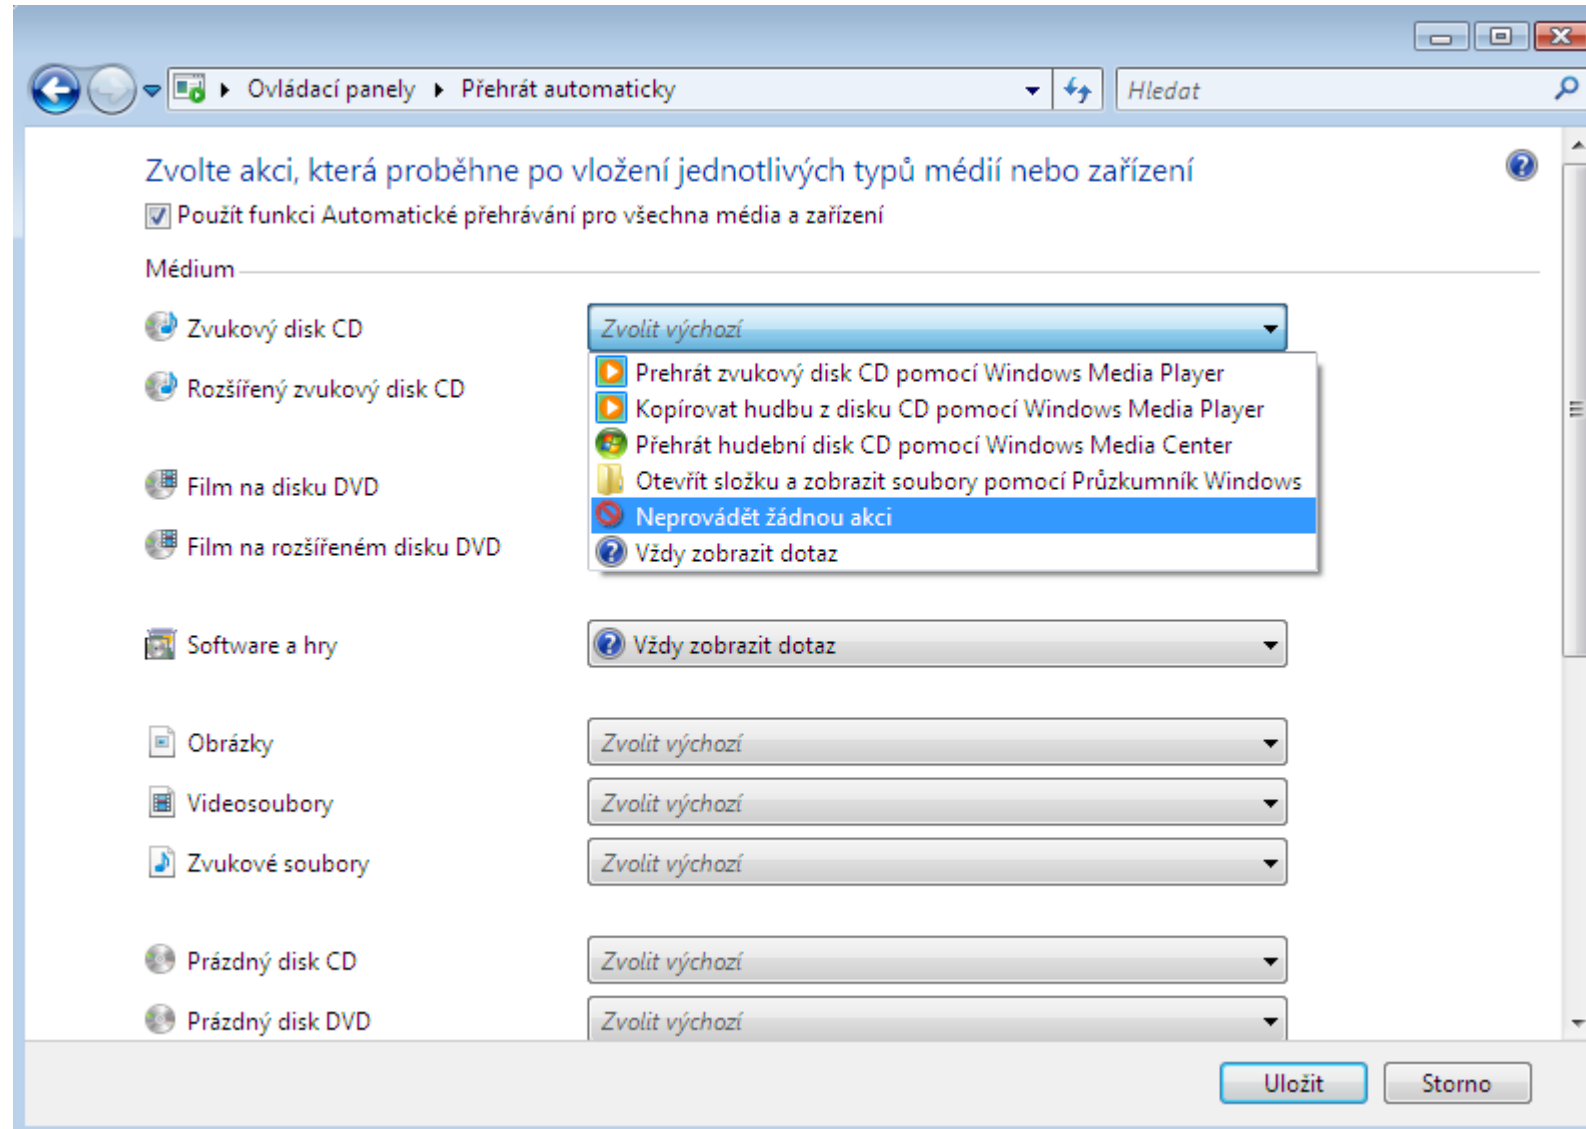 Ovládací panely Přehrát automaticky Hledat
Zvolte akci, která proběhne po vložení jednotlivých typů médií nebo zařízení
Použít funkci Automatické přehrávání pro všechna média a zařízení
Médium
Zvukový disk CD Zvolit výchozí
Prehrát zvukový disk CD pomocí Windows Media Player
Rozšířený zvukový disk CD
Kopírovat hudbu z disku CD pomocí Windows Media Player
Přehrát hudební disk CD pomocí Windows Media Center
Film na disku DVD
Otevřít složku a zobrazit soubory pomocí Průzkumník Windows
Neprovádět žádnou akci
Film na rozšířeném disku DVD
Vždy zobrazit dotaz
Software a hry Vždy zobrazit dotaz
Obrázky Zvolit výchozí
Videosoubory Zvolit výchozí
Zvukové soubory Zvolit výchozí
Prázdný disk CD Zvolit výchozí
Prázdný disk DVD Zvolit výchozí
Uložit Storno